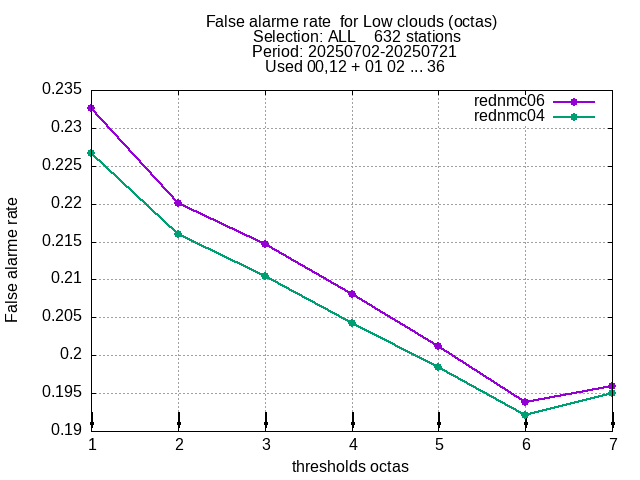 False alarme rate  for Low clouds (octas)
Selection: ALL    632 stations
Period: 20250702-20250721
Used 00,12 + 01 02 ... 36
rednmc06
rednmc04
0.235
0.23
0.225
0.22
0.215
0.21
0.205
0.2
0.195
0.19
False alarme rate
1 2 3 4 5 6 7
thresholds octas